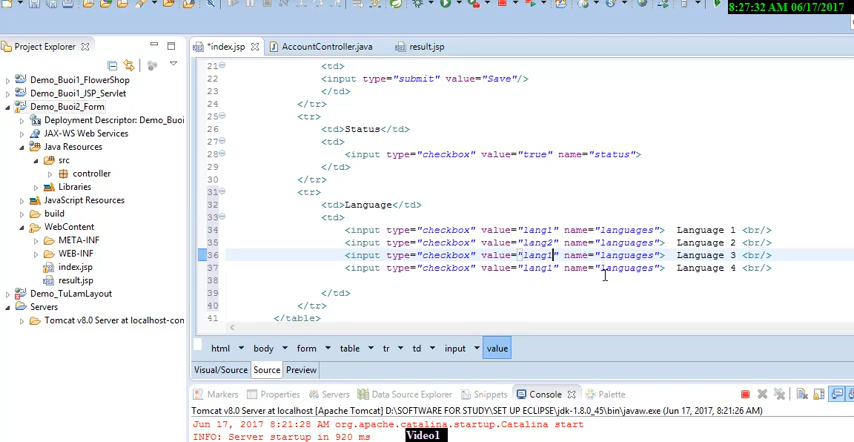 8:27:32 AM 06/17/2017
Project Explorer
Demo_Buoi1_FlowerShop
Demo_Buoi1_JSP_Servlet
Demo_Buoi2_Form
Deployment Descriptor: Demo_Buoi
JAX-WS Web Services
Java Resources
src
controller
Libraries
JavaScript Resources
build
WebContent
META-INF
WEB-INF
index.jsp
result.jsp
Demo_TuLamLayout
Servers
Tomcat v8.0 Server at localhost-con
*index.jsp AccountController.java result.jsp
21 <td>
22 <input type="submit" value="Save"/>
23 </td>
24 </tr>
25 <tr>
26 <td>Status</td>
27 <td>
28 <input type="checkbox" value="true" name="status">
29 </td>
30 </tr>
31 <tr>
32 <td>Language</td>
33 <td>
34 <input type="checkbox" value="lang1" name="languages"> Language 1 <br/>
35 <input type="checkbox" value="lang2" name="languages"> Language 2 <br/>
36 <input type="checkbox" value="lang1" name="languages"> Language 3 <br/>
37 <input type="checkbox" value="lang1" name="languages"> Language 4 <br/>
38
39 </td>
40 </tr>
41 </table>
html body form table tr td input value
Visual/Source Source Preview
Markers Properties Servers Data Source Explorer Snippets Console Palette
Tomcat v8.0 Server at localhost [Apache Tomcat] D:\SOFTWARE FOR STUDY\SET UP ECLIPSE\jdk-1.8.0_45\bin\javaw.exe (Jun 17, 2017, 8:21:26 AM)
Jun 17, 2017 8:21:28 AM org.apache.catalina.startup.Catalina start
INFO: Server startup in 920 ms
Video1